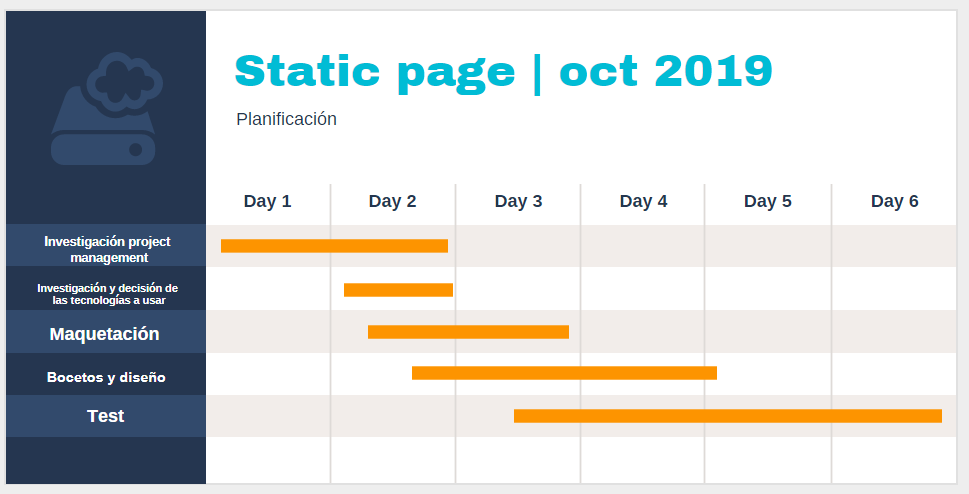 Static page | oct 2019
Planificación
Day 1 Day 2 Day 3 Day 4 Day 5 Day 6
Investigación project
management
Investigación y decisión de
las tecnologías a usar
Maquetación
Bocetos y diseño
Test